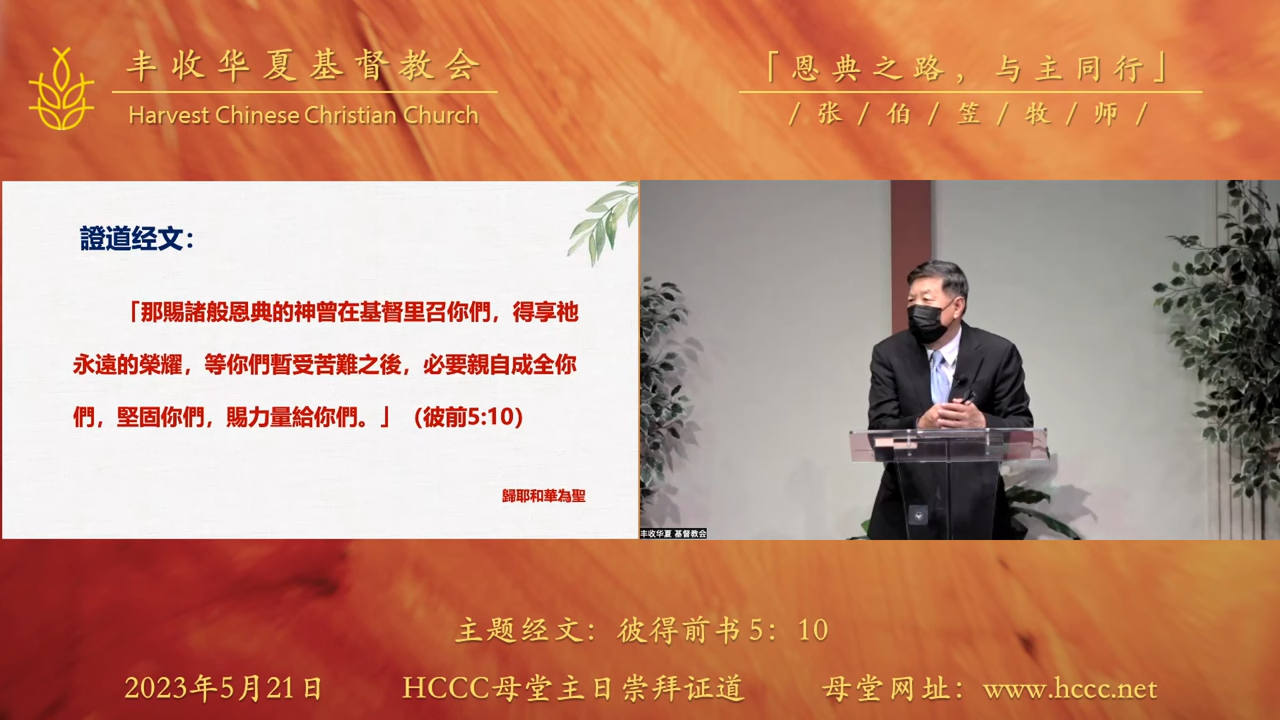 丰收华夏基督教会
Harvest Chinese Christian Church
「恩典之路，与主同行」
/ 张 / 伯 / 笠 / 牧 / 师 /
證道经文：
「那賜諸般恩典的神曾在基督里召你們，得享祂
永遠的榮耀，等你們暫受苦難之後，必要親自成全你
們，堅固你們，賜力量給你們。」（彼前5:10）
歸耶和華為聖
丰收华夏 基督教会
主题经文：彼得前书 5：10
2023年5月21日 HCCC母堂主日崇拜证道 母堂网址：www.hccc.net